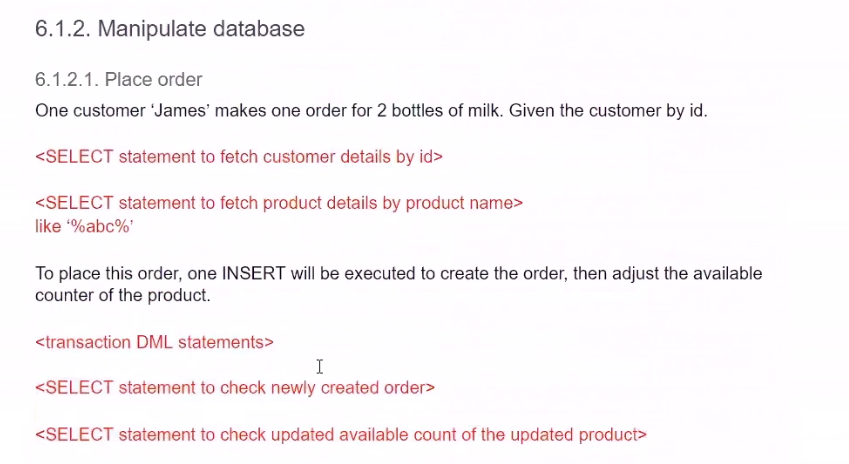 6.1.2. Manipulate database
6.1.2.1. Place order
One customer ‘James’ makes one order for 2 bottles of milk. Given the customer by id.
<SELECT statement to fetch customer details by id>
<SELECT statement to fetch product details by product name>
like ‘%abc%’
To place this order, one INSERT will be executed to create the order, then adjust the available
counter of the product.
<transaction DML statements>
<SELECT statement to check newly created order>
<SELECT statement to check updated available count of the updated product>